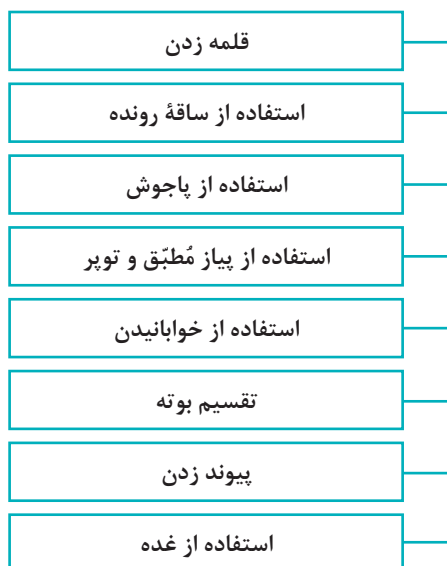 قلمه زدن
استفاده از ساقهٔ رونده
استفاده از پاجوش
استفاده از پیاز مُطبّق و توپر
استفاده از خوابانیدن
تقسیم بوته
پیوند زدن
استفاده از غده